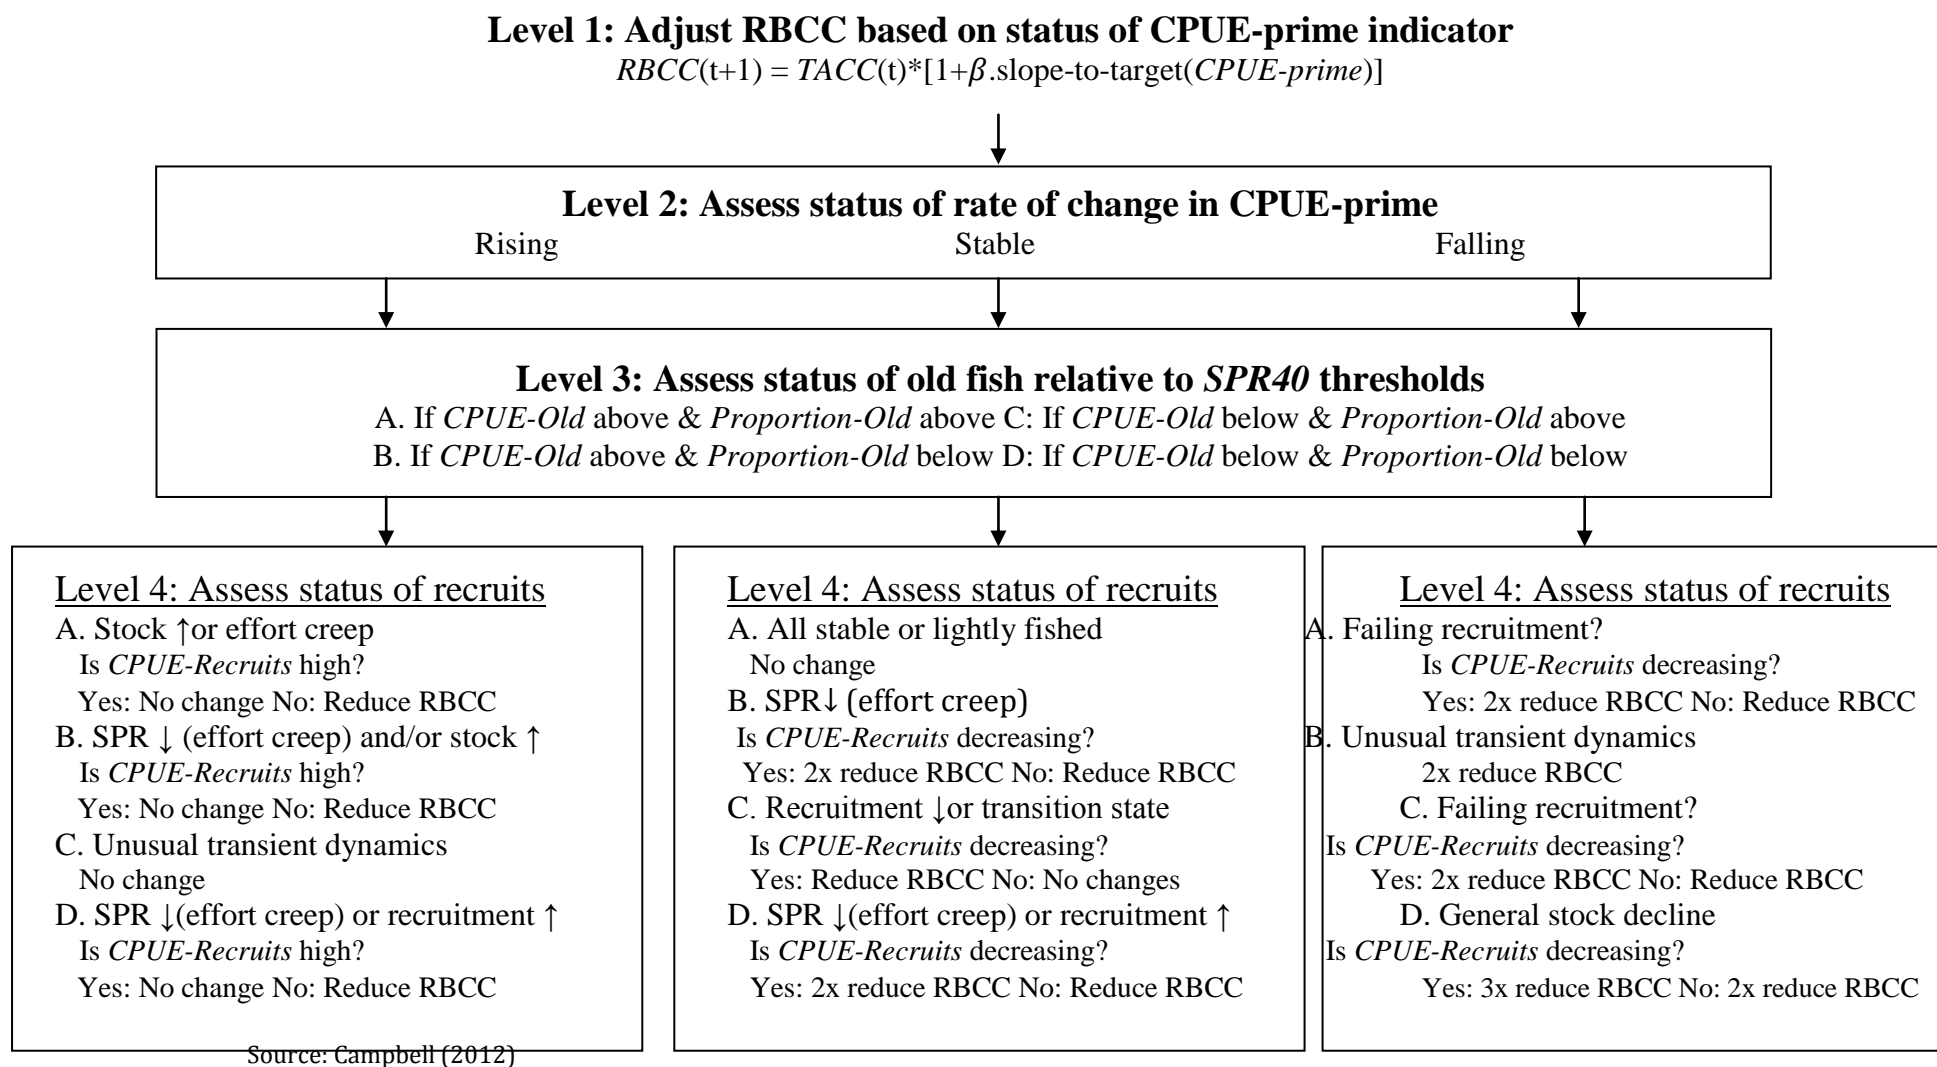 Level 1: Adjust RBCC based on status of CPUE-prime indicator
RBCC(t+1) = TACC(t)*[1+β.slope-to-target(CPUE-prime)]
Level 2: Assess status of rate of change in CPUE-prime
Rising Stable Falling
Level 3: Assess status of old fish relative to SPR40 thresholds
A. If CPUE-Old above & Proportion-Old above C: If CPUE-Old below & Proportion-Old above
B. If CPUE-Old above & Proportion-Old below D: If CPUE-Old below & Proportion-Old below
Level 4: Assess status of recruits
A. Stock ↑or effort creep
Is CPUE-Recruits high?
Yes: No change No: Reduce RBCC
B. SPR ↓ (effort creep) and/or stock ↑
Is CPUE-Recruits high?
Yes: No change No: Reduce RBCC
C. Unusual transient dynamics
No change
D. SPR ↓(effort creep) or recruitment ↑
Is CPUE-Recruits high?
Yes: No change No: Reduce RBCC
Level 4: Assess status of recruits
A. All stable or lightly fished
No change
B. SPR↓ (effort creep)
Is CPUE-Recruits decreasing?
Yes: 2x reduce RBCC No: Reduce RBCC
C. Recruitment ↓or transition state
Is CPUE-Recruits decreasing?
Yes: Reduce RBCC No: No changes
D. SPR ↓(effort creep) or recruitment ↑
Is CPUE-Recruits decreasing?
Yes: 2x reduce RBCC No: Reduce RBCC
Level 4: Assess status of recruits
A. Failing recruitment?
Is CPUE-Recruits decreasing?
Yes: 2x reduce RBCC No: Reduce RBCC
B. Unusual transient dynamics
2x reduce RBCC
C. Failing recruitment?
Is CPUE-Recruits decreasing?
Yes: 2x reduce RBCC No: Reduce RBCC
D. General stock decline
Is CPUE-Recruits decreasing?
Yes: 3x reduce RBCC No: 2x reduce RBCC
Source: Campbell (2012)